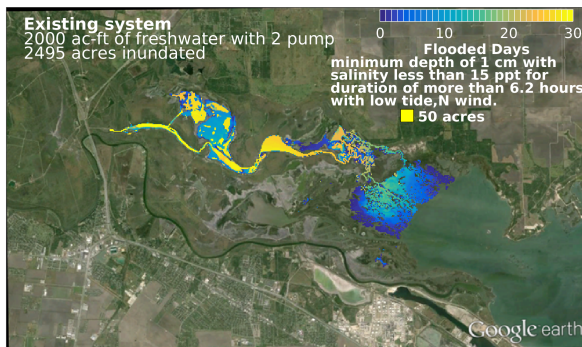 Existing system
2000 ac-ft of freshwater with 2 pump
2495 acres inundated
0 10 20 30
Flooded Days
minimum depth of 1 cm with
salinity less than 15 ppt for
duration of more than 6.2 hours
with low tide,N wind.
50 acres
Google earth